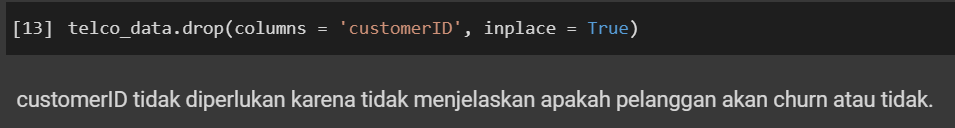 [13] telco_data.drop(columns = 'customerID', inplace = True)
customerID tidak diperlukan karena tidak menjelaskan apakah pelanggan akan churn atau tidak.